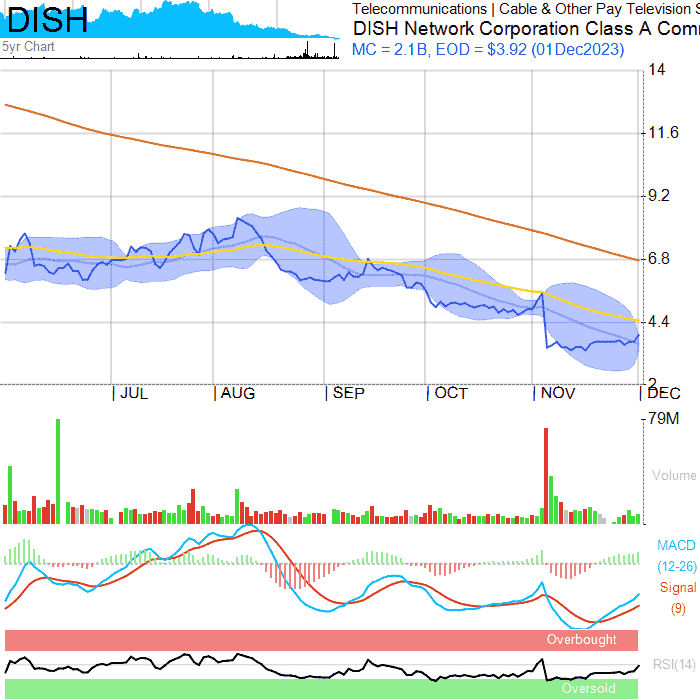 DISH
Telecommunications | Cable & Other Pay Television S
DISH Network Corporation Class A Com
5yr Chart
MC = 2.1B, EOD = $3.92 (01Dec2023)
14
11.6
9.2
6.8
4.4
2
JUL AUG SEP OCT NOV DEC
79M
Volume
MACD
(12-26)
Signal
(9)
Overbought
RSI(14)
Oversold